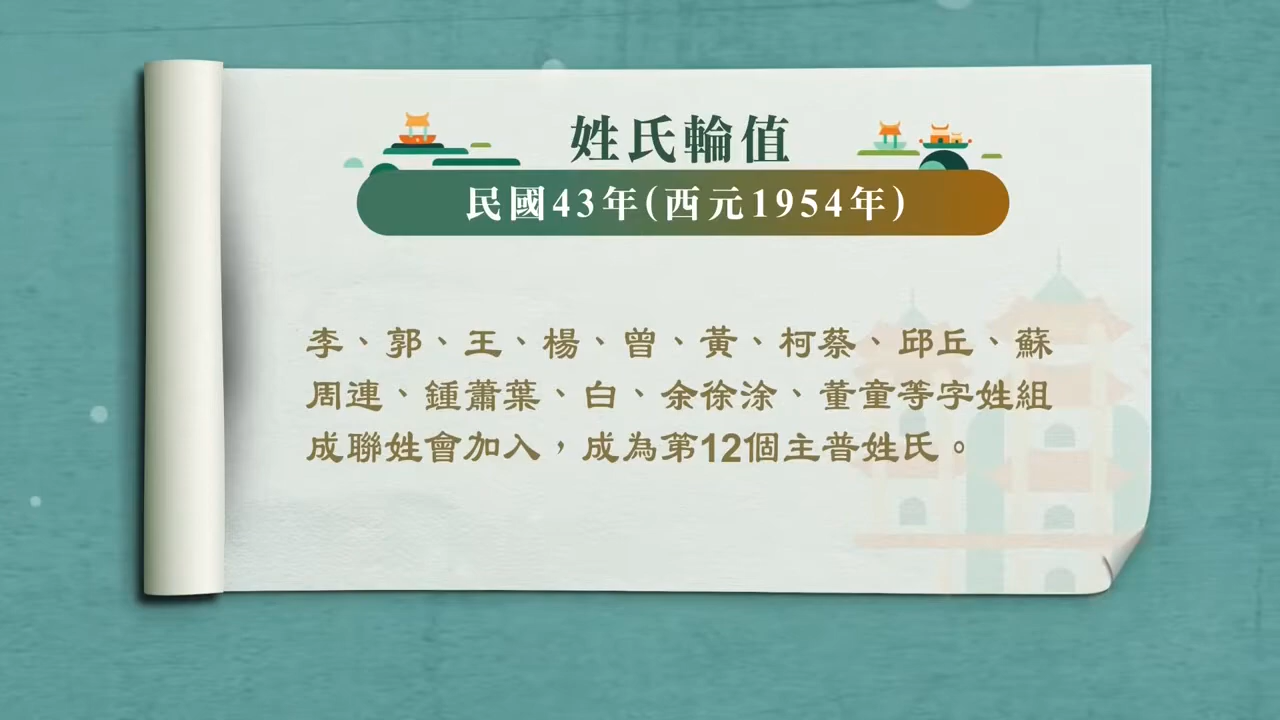 姓氏輪值
民國43年(西元1954年)
李、郭、王、楊、曾、黃、柯蔡、邱丘、蘇
周連、鍾蕭葉、白、余徐涂、董童等字姓組
成聯姓會加入，成為第12個主普姓氏。